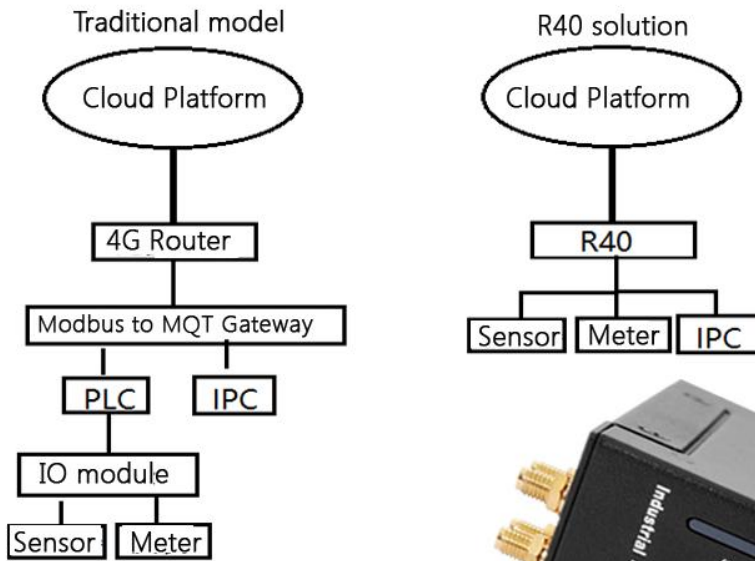 Traditional model
Cloud Platform
4G Router
Modbus to MQT Gateway
PLC
IPC
IO module
Sensor
Meter
R40 solution
Cloud Platform
R40
Sensor
Meter
IPC
Industrial